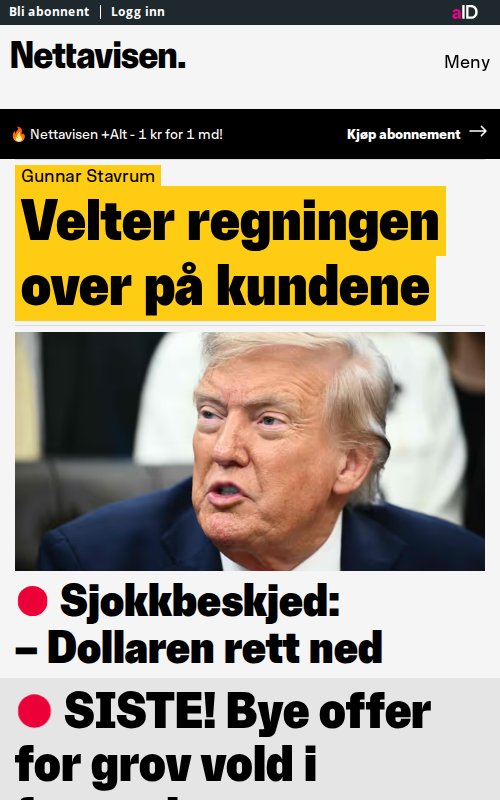 Bli abonnent | Logg inn
aID
Nettavisen.
Meny
🔥 Nettavisen +Alt - 1 kr for 1 md!
Kjøp abonnement →
Gunnar Stavrum
Velter regningen
over på kundene
Sjokkbeskjed:
– Dollaren rett ned
SISTE! Bye offer
for grov vold i